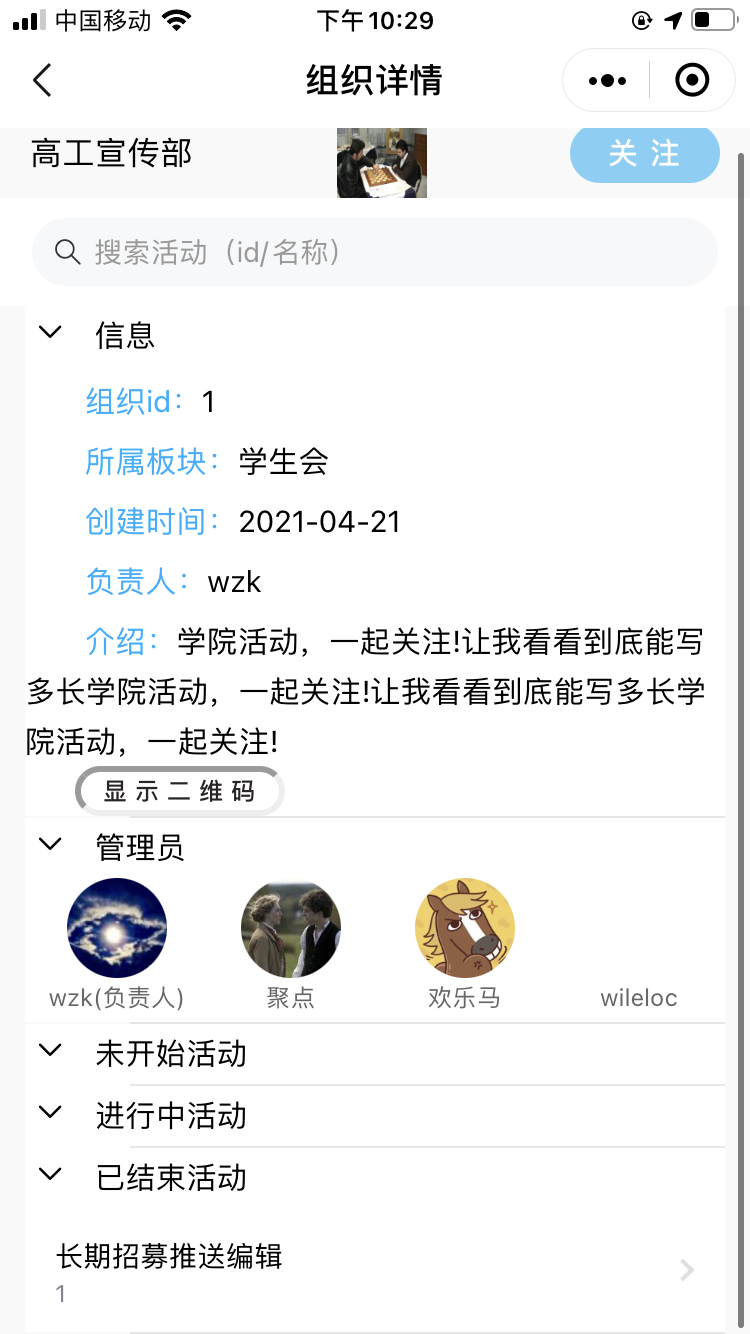 中国移动 下午10:29
组织详情
高工宣传部 关注
搜索活动（id/名称）
信息
组织id： 1
所属板块： 学生会
创建时间： 2021-04-21
负责人： wzk
介绍： 学院活动，一起关注!让我看看到底能写
多长学院活动，一起关注!让我看看到底能写多长学
院活动，一起关注!
显示二维码
管理员
wzk(负责人) 聚点 欢乐马 wileloc
未开始活动
进行中活动
已结束活动
长期招募推送编辑
1